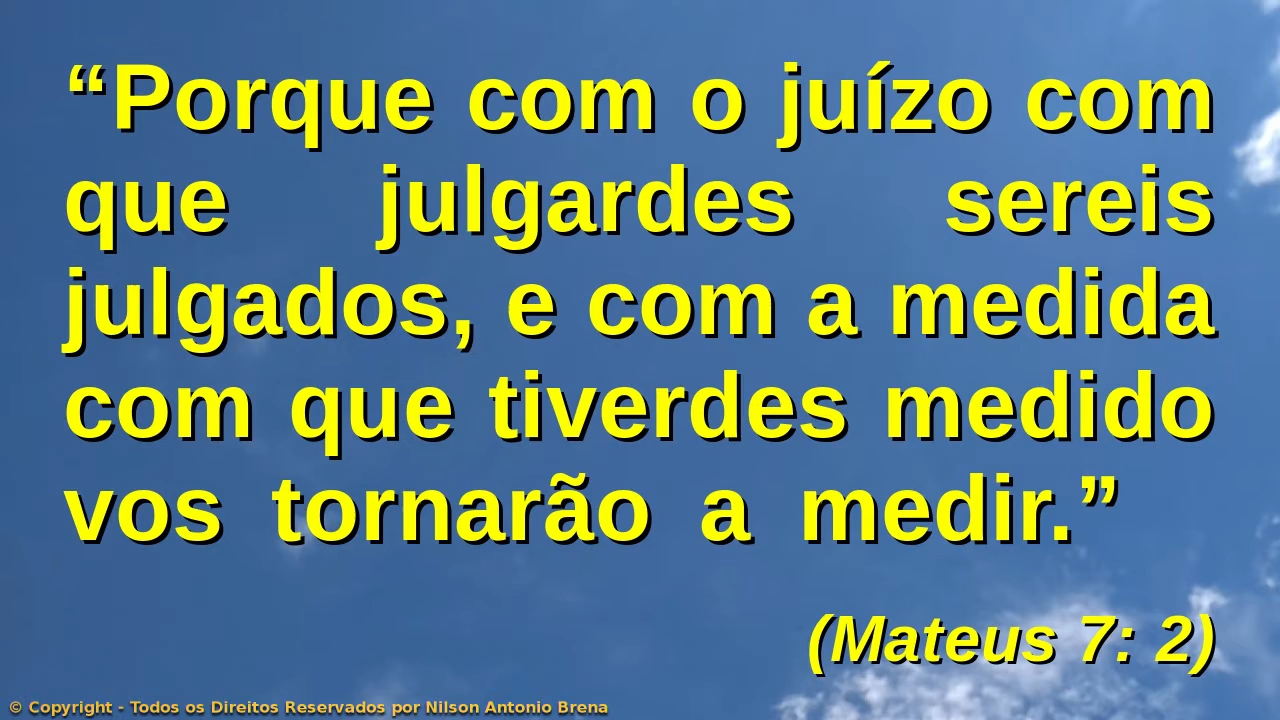 “Porque com o juízo com
que julgardes sereis
julgados, e com a medida
com que tiverdes medido
vos tornarão a medir.”
(Mateus 7: 2)
© Copyright - Todos os Direitos Reservados por Nilson Antonio Brena